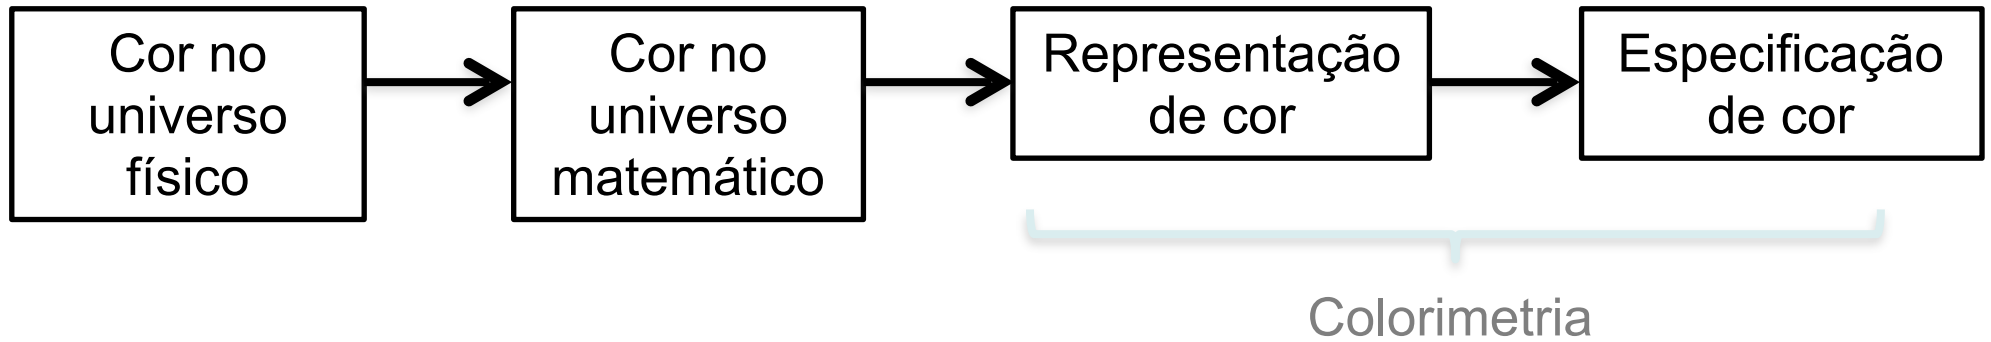 Cor no
universo
físico
Cor no
universo
matemático
Representação
de cor
Especificação
de cor
Colorimetria